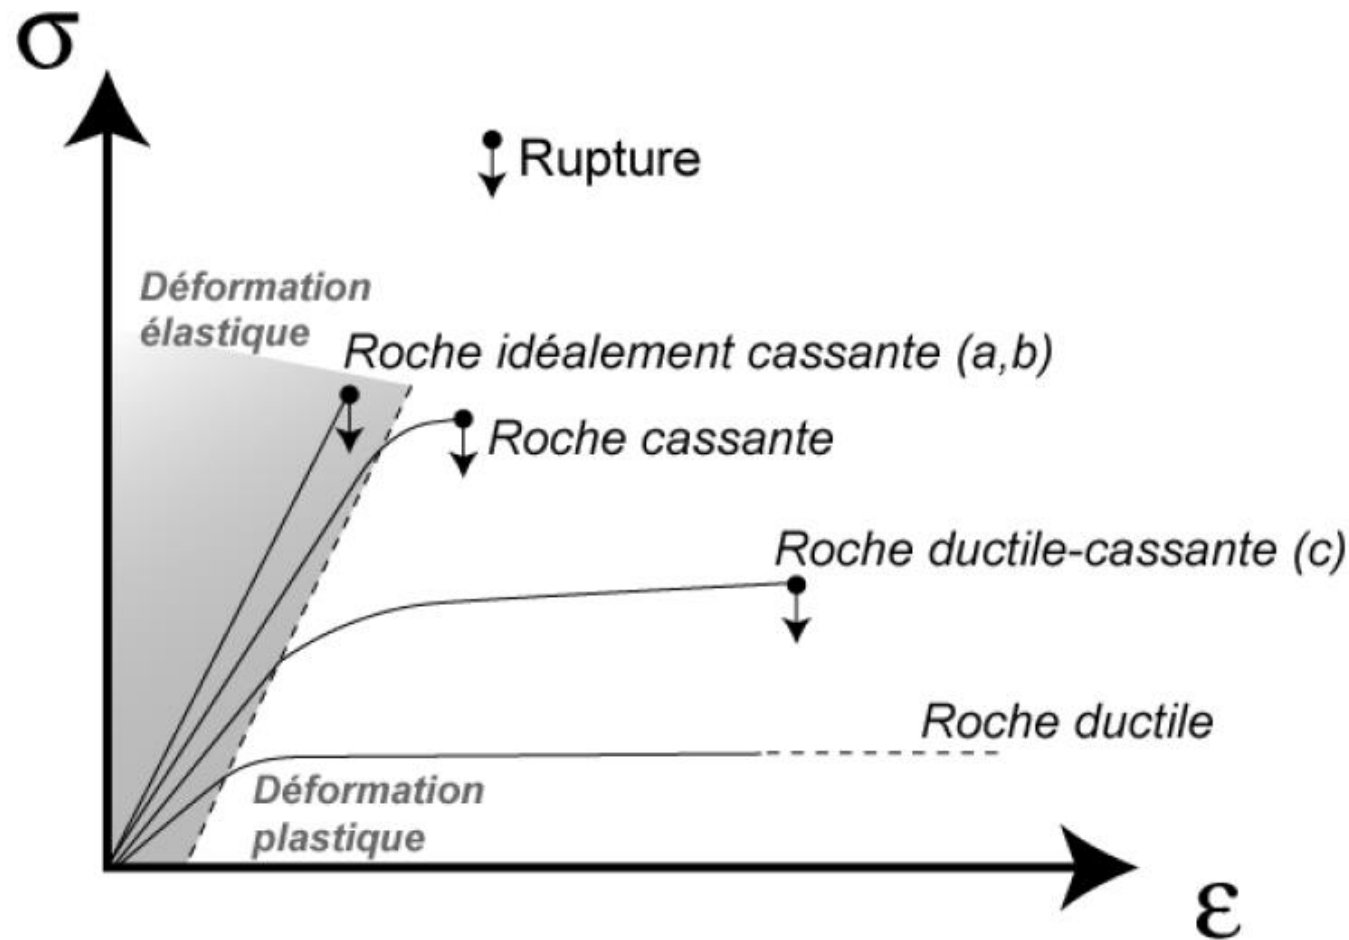 σ
Rupture
Déformation
élastique
Roche idéalement cassante (a,b)
Roche cassante
Roche ductile-cassante (c)
Roche ductile
Déformation
plastique
ε